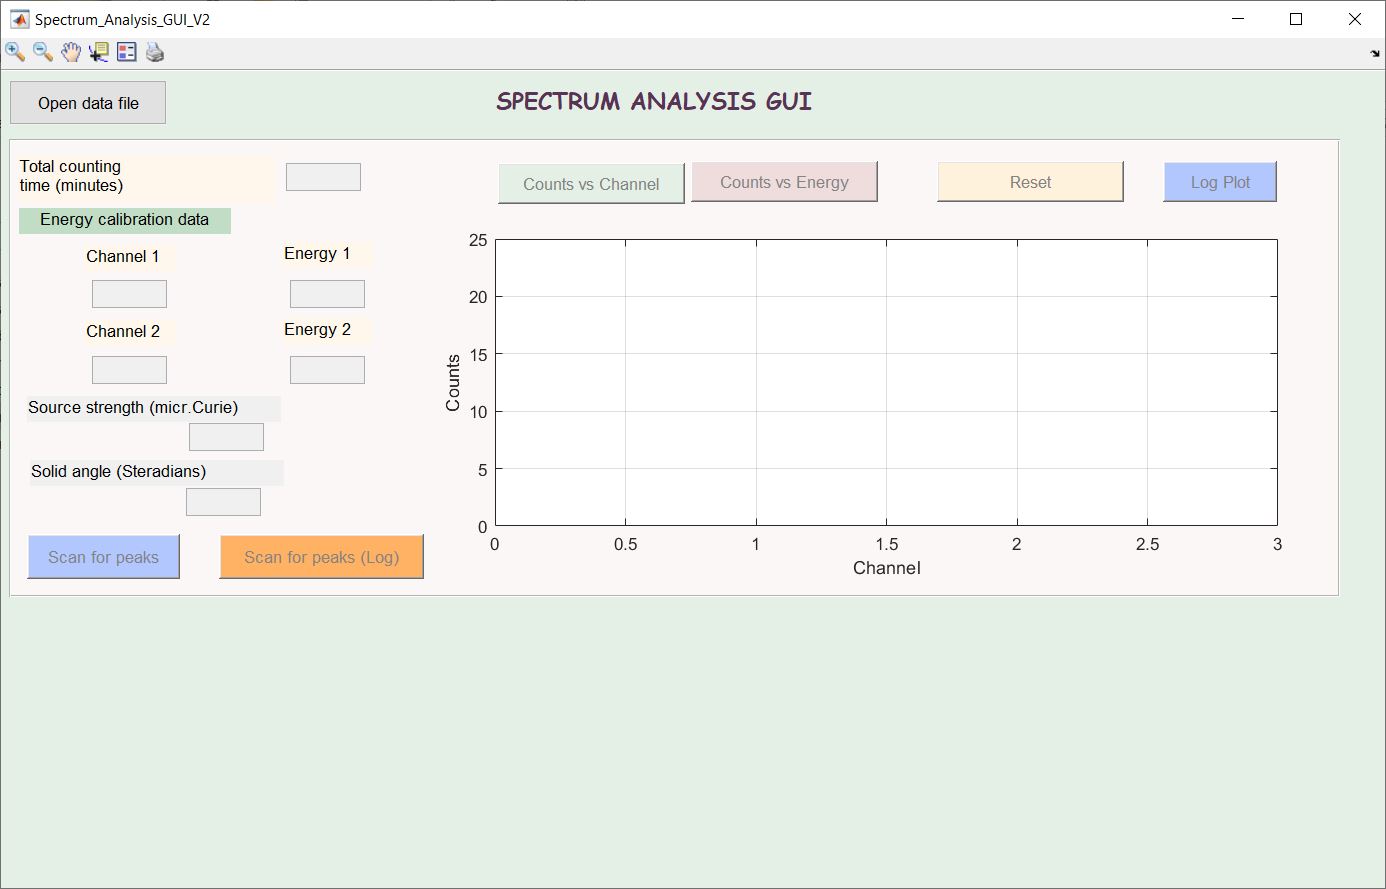 Spectrum_Analysis_GUI_V2
Open data file
SPECTRUM ANALYSIS GUI
Total counting
time (minutes)
Energy calibration data
Channel 1
Energy 1
Channel 2
Energy 2
Source strength (micr.Curie)
Solid angle (Steradians)
Scan for peaks
Scan for peaks (Log)
Counts vs Channel
Counts vs Energy
Reset
Log Plot
25
20
15
10
5
0
Counts
0 0.5 1 1.5 2 2.5 3
Channel